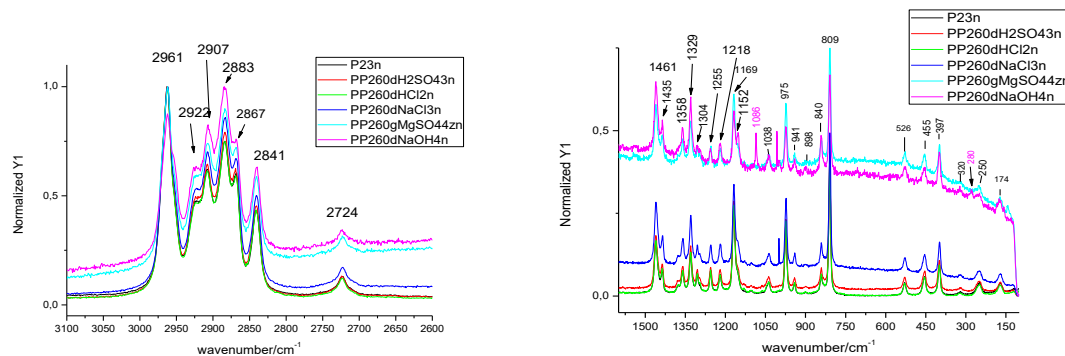 2961
2907
2883
2922
2867
2841
2724
P23n
PP260dH2SO43n
PP260dHCl2n
PP260dNaCl3n
PP260gMgSO44zn
PP260dNaOH4n
Normalized Y1
1,0
0,5
0,0
3100 3050 3000 2950 2900 2850 2800 2750 2700 2650 2600
wavenumber/cm-1
1461
1435
1358
1329
1304
1255
1218
1169
1152
1086
1038
975
941
898
840
809
526
455
397
320
280
250
174
P23n
PP260dH2SO43n
PP260dHCl2n
PP260dNaCl3n
PP260gMgSO44zn
PP260dNaOH4n
Normalized Y1
0,5
0,0
1500 1350 1200 1050 900 750 600 450 300 150
wavenumber/cm-1